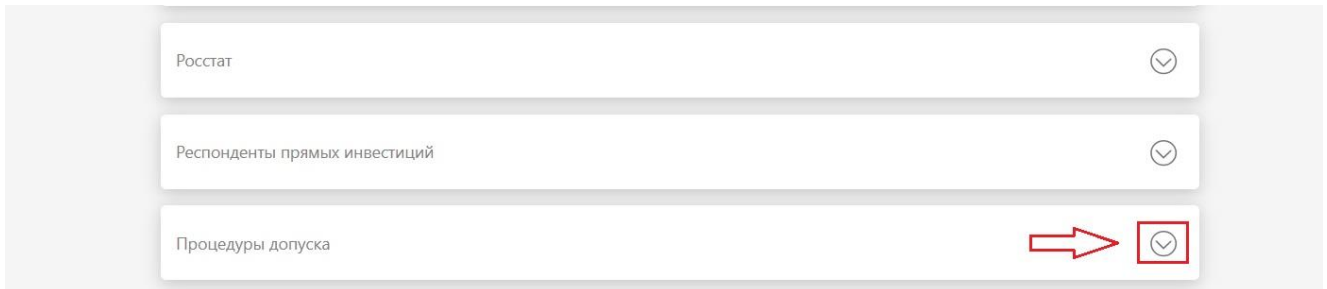 Росстат
Респонденты прямых инвестиций
Процедуры допуска